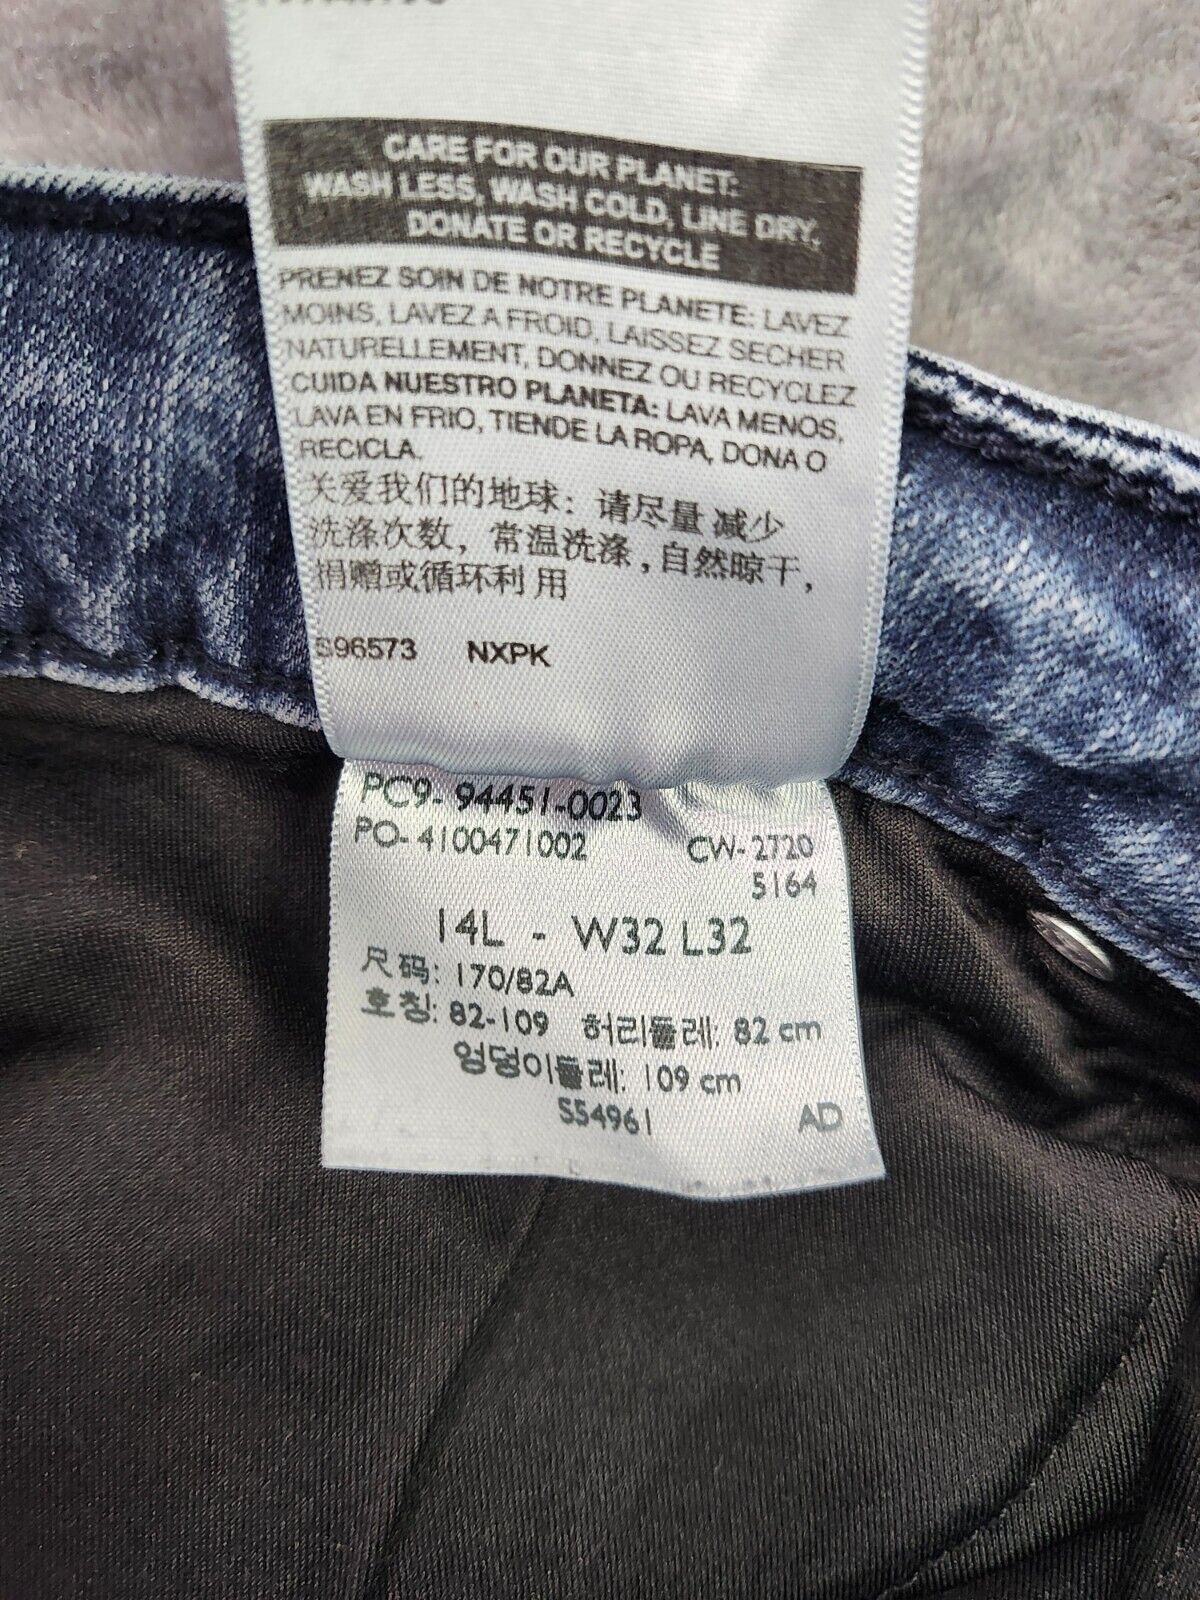 CARE FOR OUR PLANET:
WASH LESS, WASH COLD, LINE DRY,
DONATE OR RECYCLE
PRENEZ SOIN DE NOTRE PLANETE: LAVEZ
MOINS, LAVEZ A FROID, LAISSEZ SECHER
NATURELLEMENT, DONNEZ OU RECYCLEZ
CUIDA NUESTRO PLANETA: LAVA MENOS,
LAVA EN FRIO, TIENDE LA ROPA, DONA O
RECICLA.
关爱我们的地球：请尽量减少
洗涤次数，常温洗涤，自然晾干，
捐赠或循环利用
S96573 NXPK
PC9-94451-0023
PO-4100471002 CW-2720
5164
14L - W32 L32
尺码: 170/82A
호칭: 82-109 허리둘레: 82 cm
엉덩이둘레: 109 cm
S54961 AD